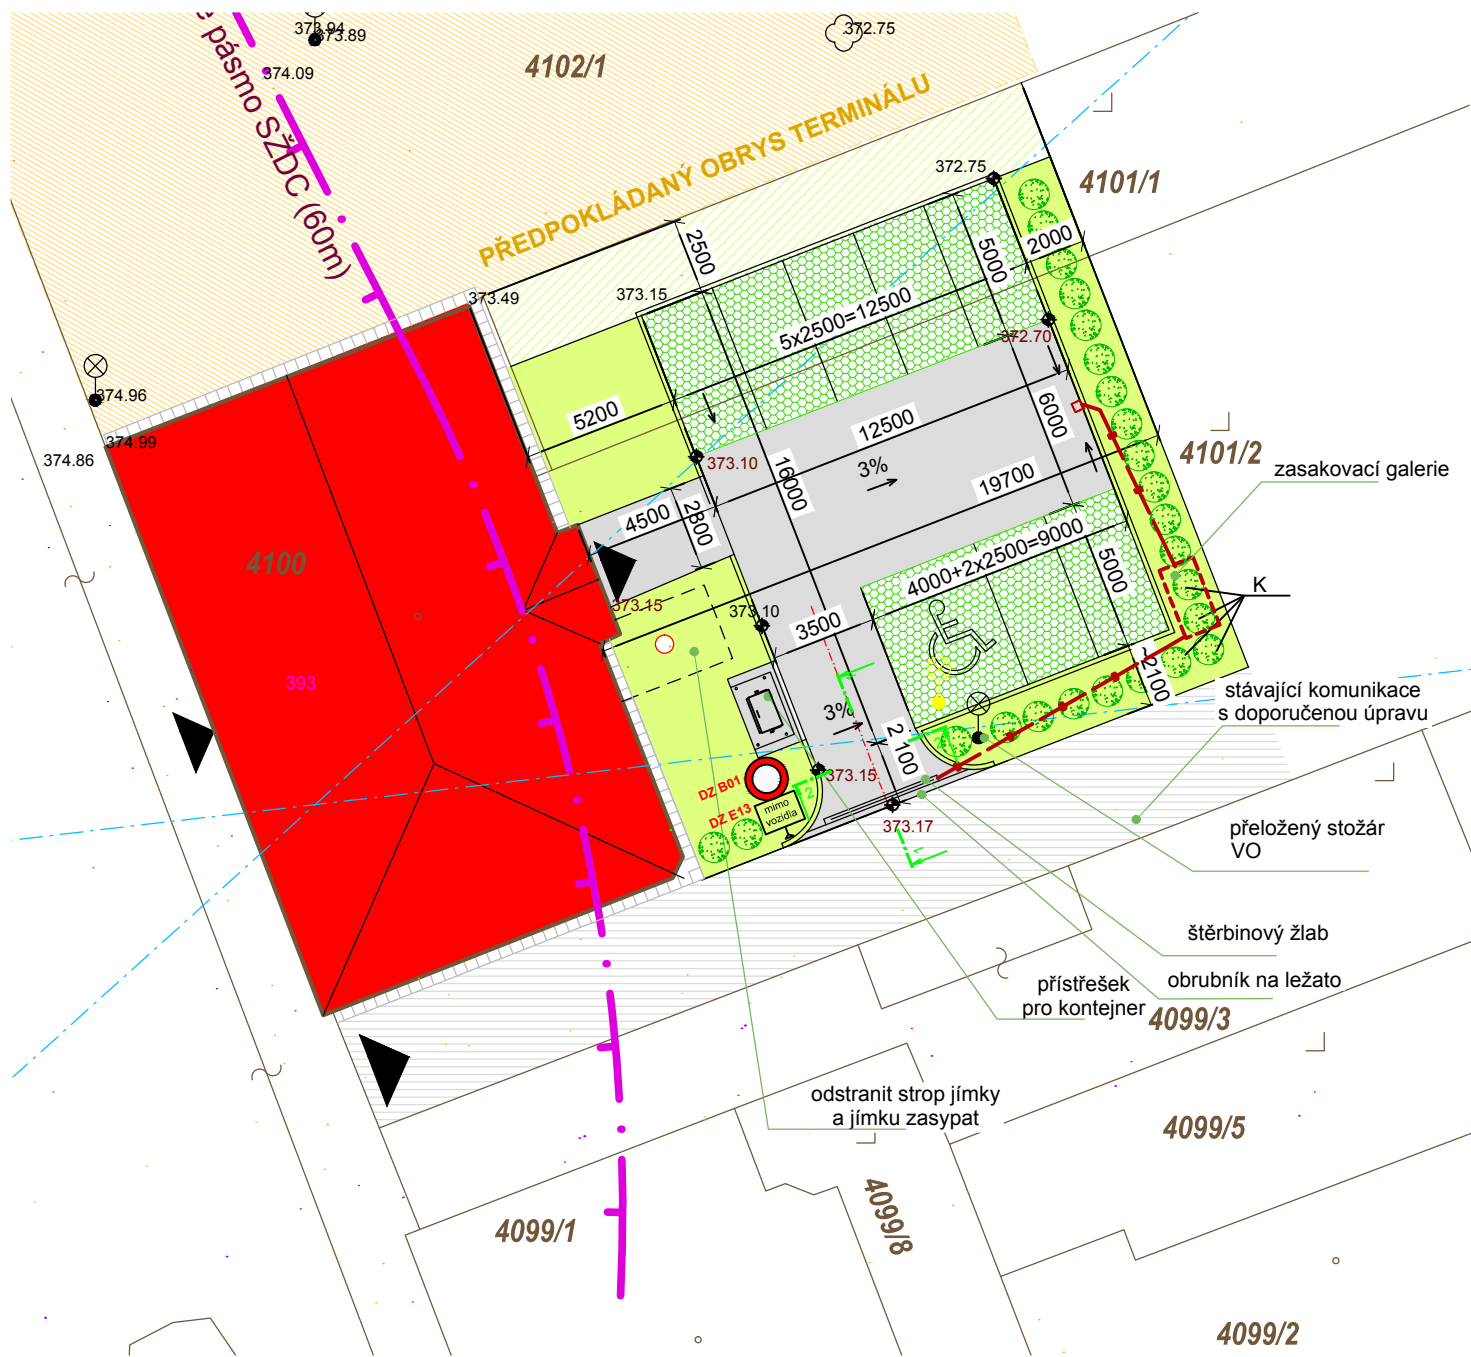 373.94
373.89
372.75
374.09
4102/1
pásmo SŽDC (60m)
PŘEDPOKLÁDANÝ OBRYS TERMINÁLU
372.75
4101/1
2500
5000
2000
373.49
373.15
5x2500=12500
372.70
374.96
5200
12500
6000
374.99
374.86
373.10
16000
3%
19700
4101/2
zasakovací galerie
4500
2800
4000+2x2500=9000
5000
4100
373.15
373.10
3500
K
393
~2100
stávající komunikace
s doporučenou úpravu
3%
2 100
DZ B01
373.15
DZ E13
mimo
vozidla
2
373.17
1
přeložený stožár
VO
štěrbinový žlab
obrubník na ležato
přístřešek
pro kontejner
4099/3
odstranit strop jímky
a jímku zasypat
4099/5
4099/1
4099/8
4099/2